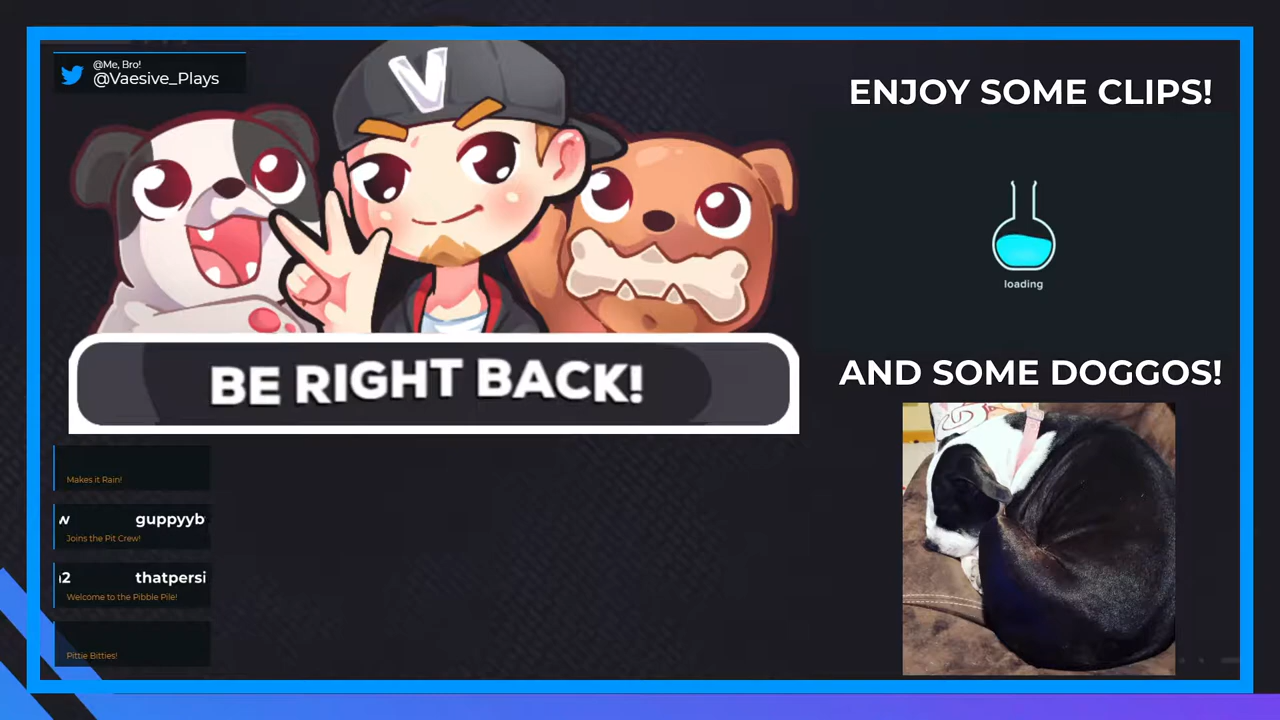 @Me, Bro!
@Vaesive_Plays
V
BE RIGHT BACK!
ENJOY SOME CLIPS!
loading
AND SOME DOGGOS!
Makes it Rain!
guppyyb
Joins the Pit Crew!
thatpersi
Welcome to the Pibble Pile!
Pittie Bitties!